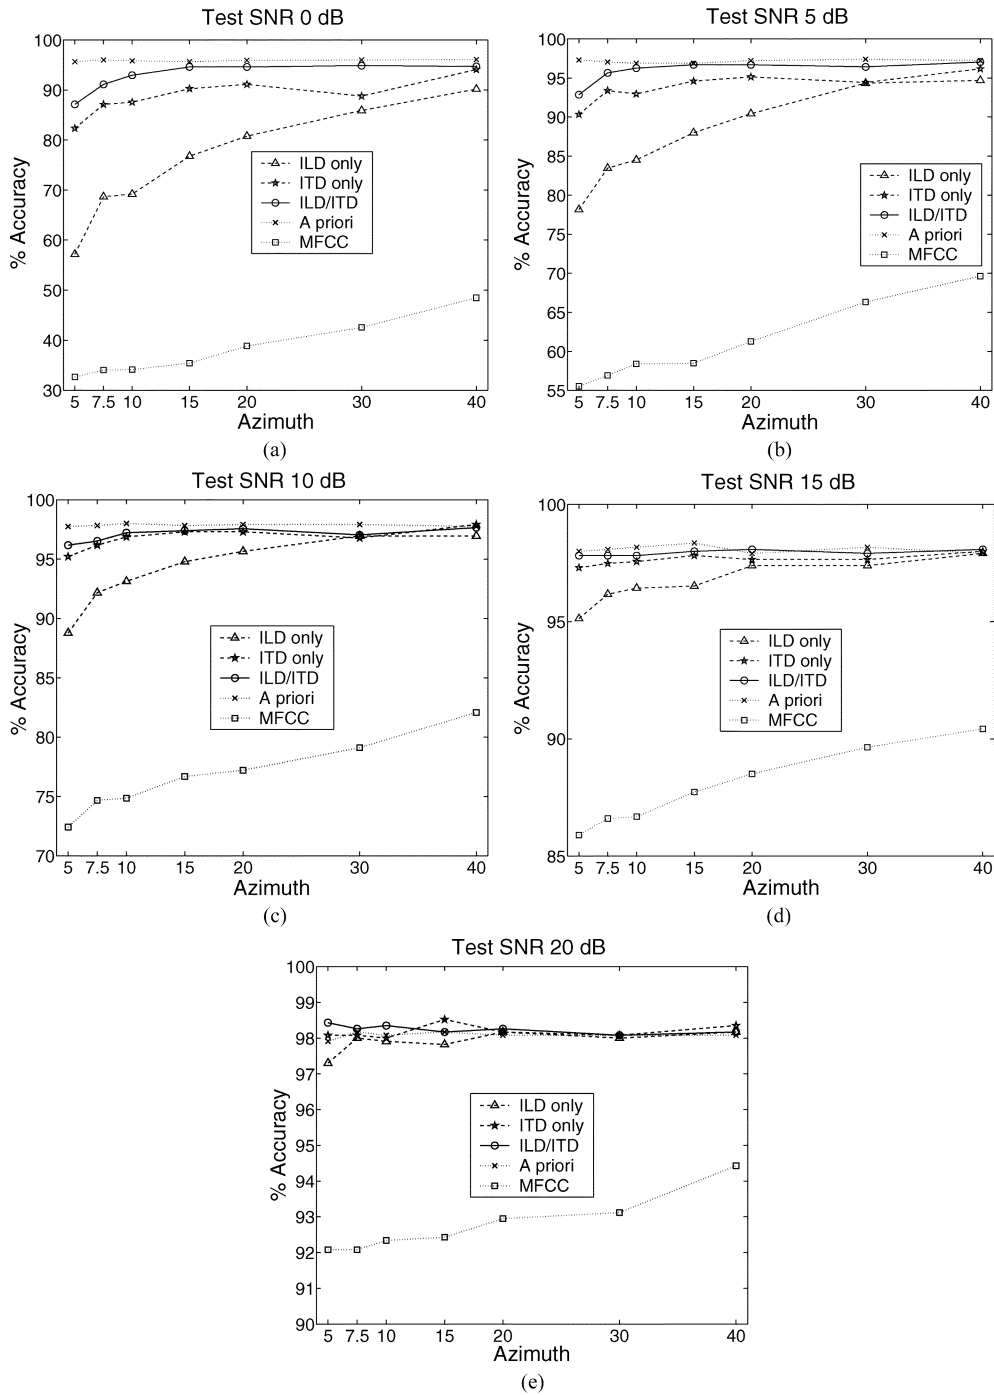 Test SNR 0 dB
100
90
80
70
60
50
40
30
% Accuracy
ILD only
ITD only
ILD/ITD
A priori
MFCC
5 7.5 10 15 20 30 40
Azimuth
(a)
Test SNR 5 dB
100
95
90
85
80
75
70
65
60
55
% Accuracy
ILD only
ITD only
ILD/ITD
A priori
MFCC
5 7.5 10 15 20 30 40
Azimuth
(b)
Test SNR 10 dB
100
95
90
85
80
75
70
% Accuracy
ILD only
ITD only
ILD/ITD
A priori
MFCC
5 7.5 10 15 20 30 40
Azimuth
(c)
Test SNR 15 dB
100
95
90
85
% Accuracy
ILD only
ITD only
ILD/ITD
A priori
MFCC
5 7.5 10 15 20 30 40
Azimuth
(d)
Test SNR 20 dB
100
99
98
97
96
95
94
93
92
91
90
% Accuracy
ILD only
ITD only
ILD/ITD
A priori
MFCC
5 7.5 10 15 20 30 40
Azimuth
(e)